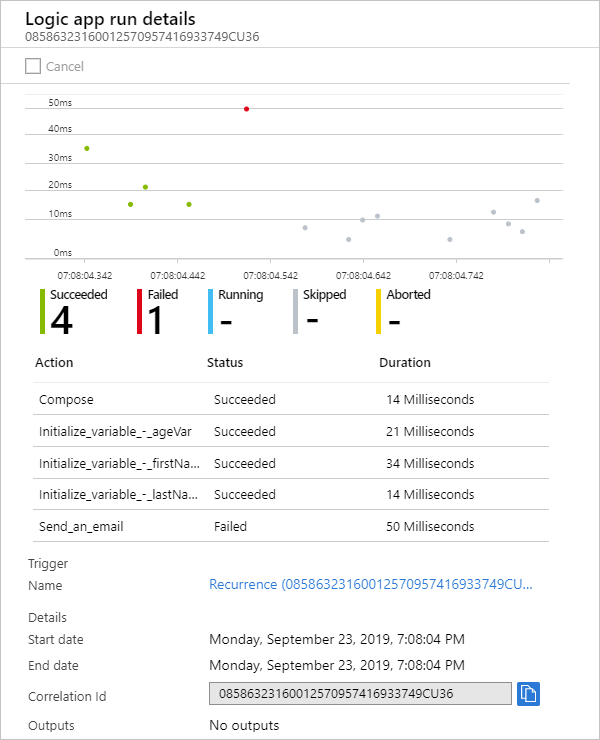 Logic app run details
08586323160012570957416933749CU36
Cancel
50ms
40ms
30ms
20ms
10ms
0ms
07:08:04.342 07:08:04.442 07:08:04.542 07:08:04.642 07:08:04.742
Succeeded Failed Running Skipped Aborted
4 1 - - -
Action Status Duration
Compose Succeeded 14 Milliseconds
Initialize_variable_-_ageVar Succeeded 21 Milliseconds
Initialize_variable_-_firstNa... Succeeded 34 Milliseconds
Initialize_variable_-_lastNa... Succeeded 14 Milliseconds
Send_an_email Failed 50 Milliseconds
Trigger
Name Recurrence (08586323160012570957416933749CU...
Details
Start date Monday, September 23, 2019, 7:08:04 PM
End date Monday, September 23, 2019, 7:08:04 PM
Correlation Id 08586323160012570957416933749CU36
Outputs No outputs